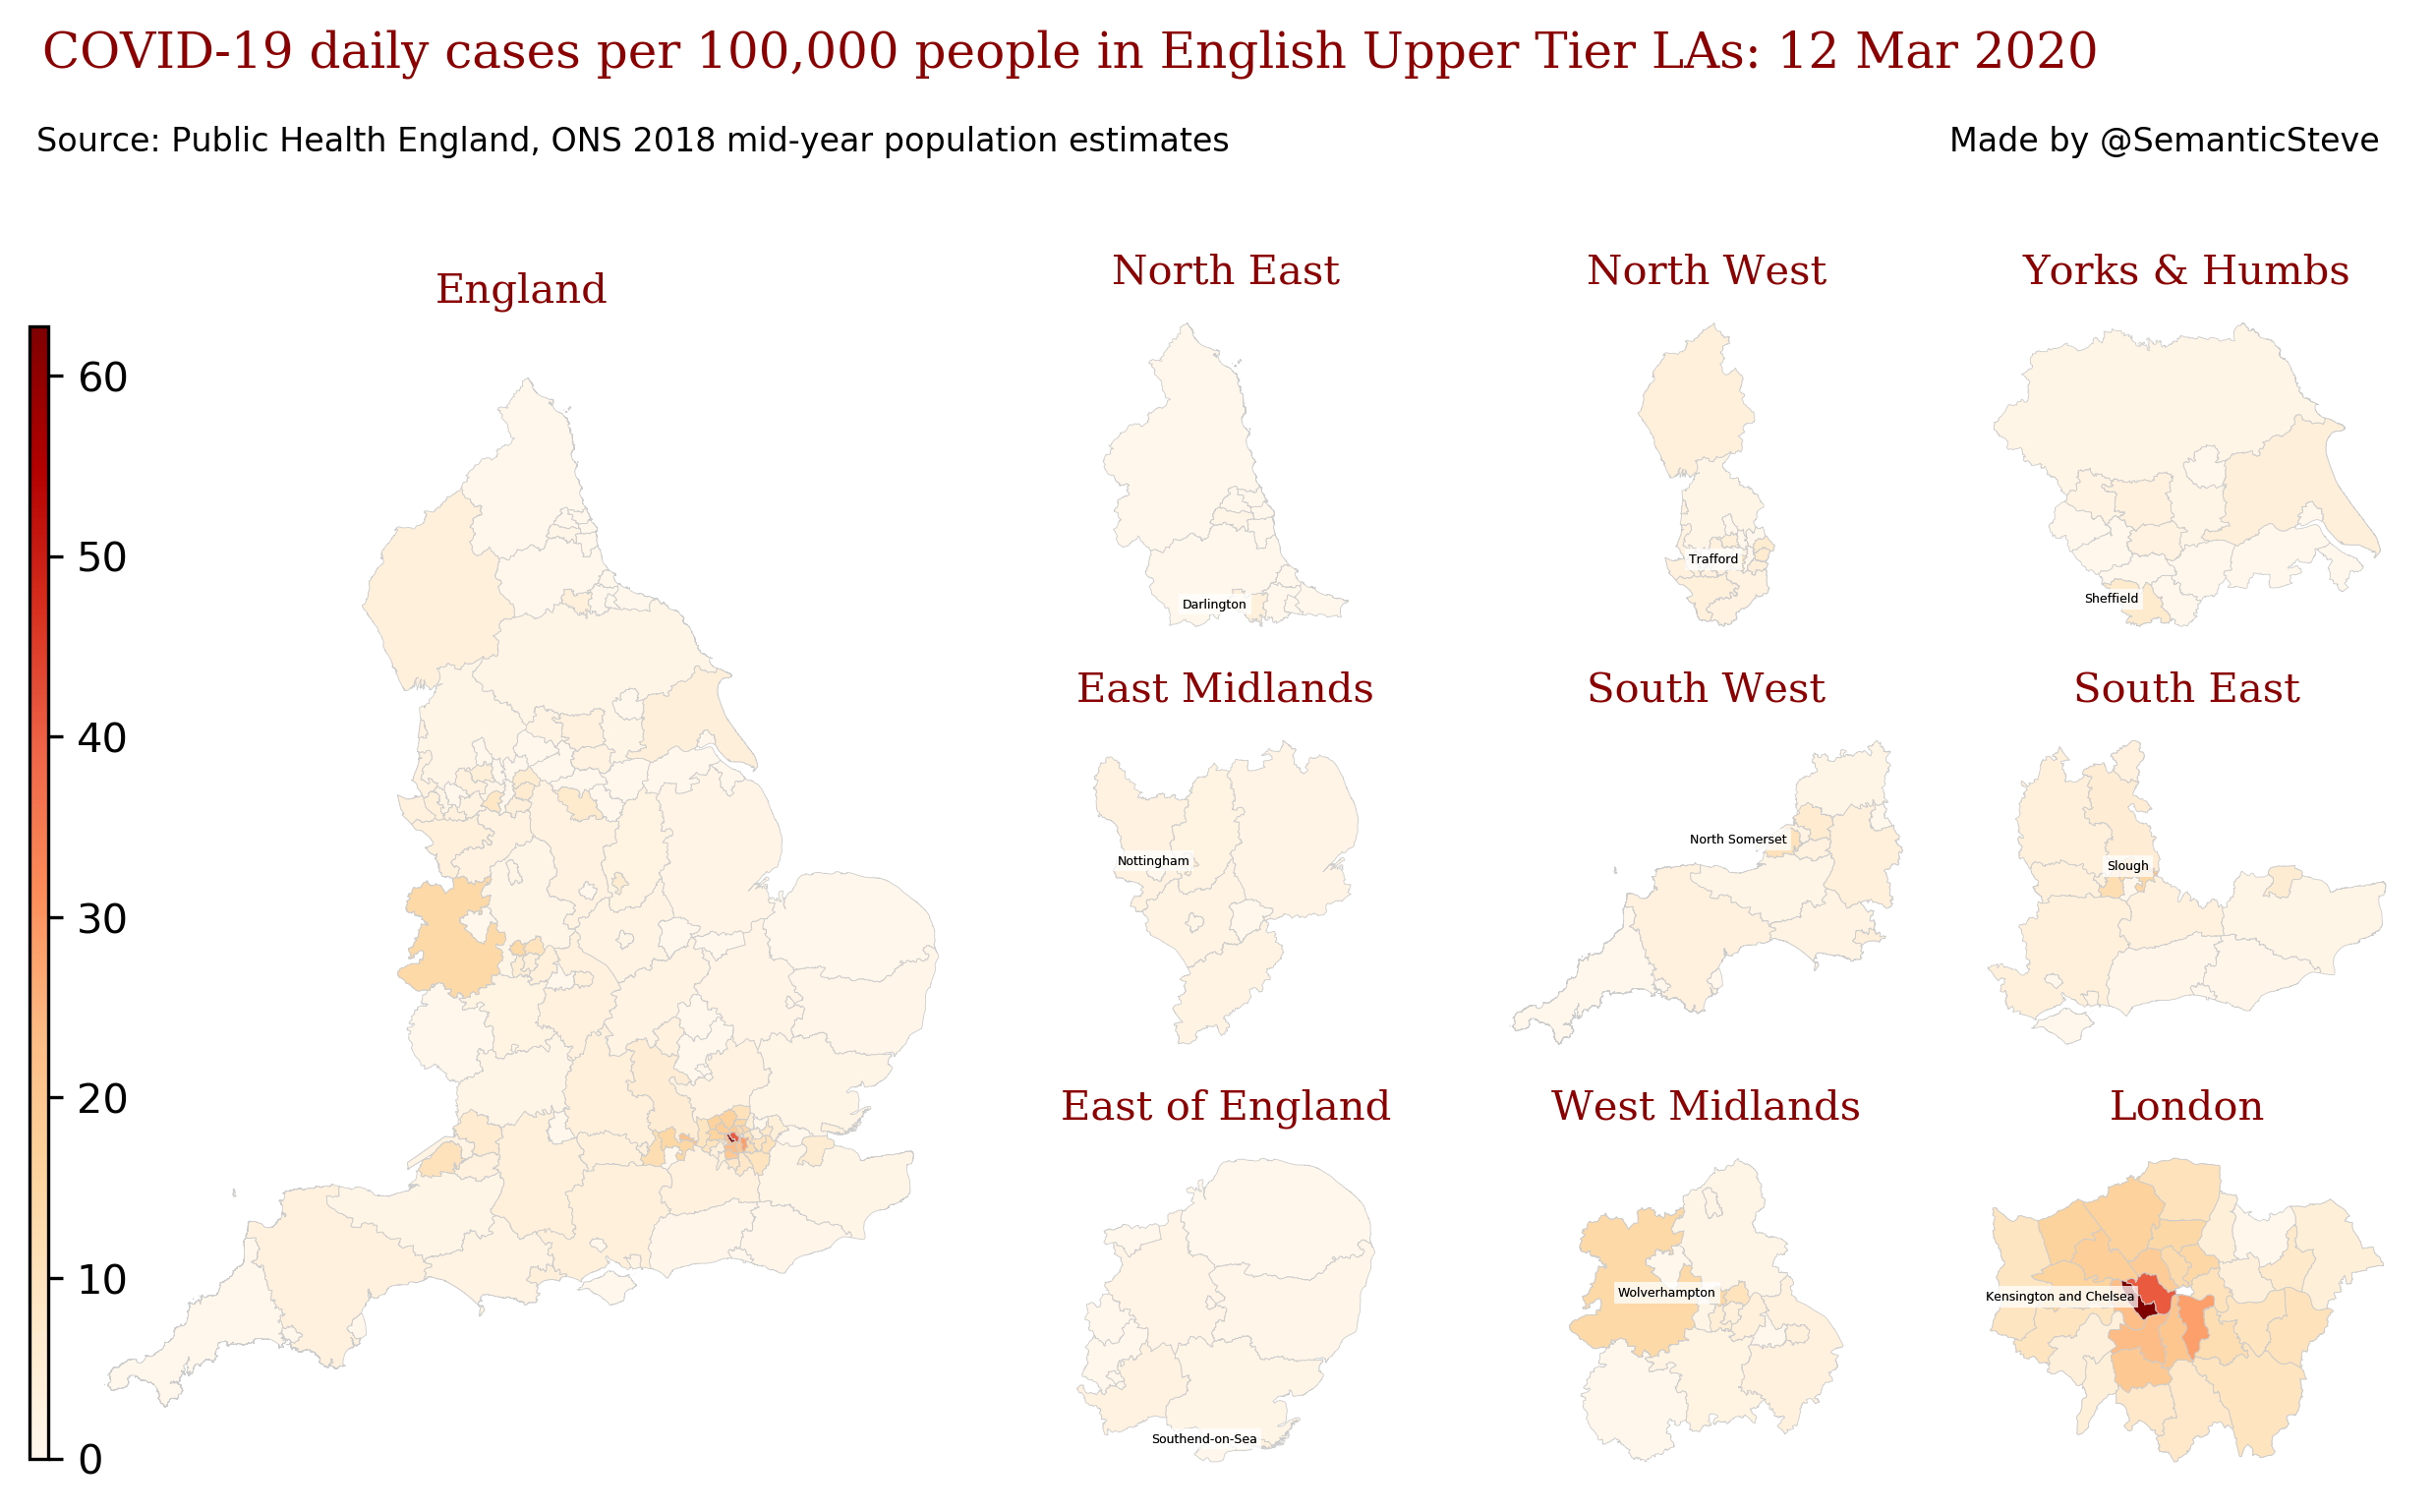 COVID-19 daily cases per 100,000 people in English Upper Tier LAs: 12 Mar 2020
Source: Public Health England, ONS 2018 mid-year population estimates
Made by @SemanticSteve
England
60
50
40
30
20
10
0
North East
Darlington
North West
Trafford
Yorks & Humbs
Sheffield
East Midlands
Nottingham
South West
North Somerset
South East
Slough
East of England
Southend-on-Sea
West Midlands
Wolverhampton
London
Kensington and Chelsea